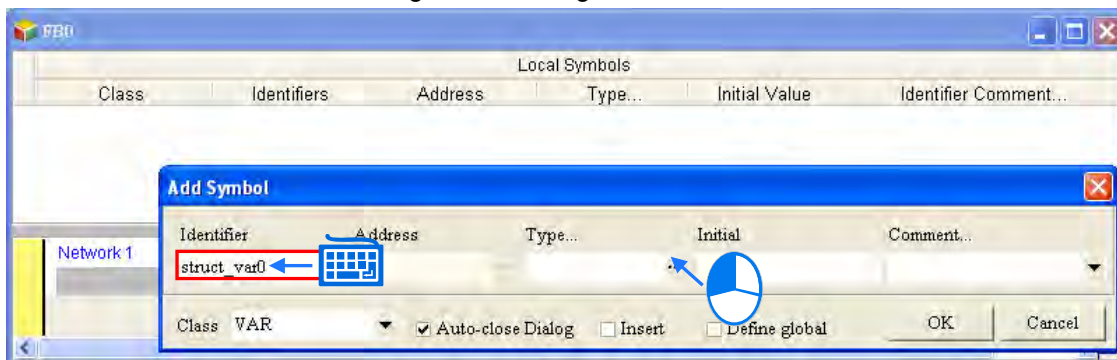 FB0
Local Symbols
Class Identifiers Address Type... Initial Value Identifier Comment...
Add Symbol
Identifier Address Type... Initial Comment...
Network 1
struct_var0
Class VAR Auto-close Dialog Insert Define global OK Cancel